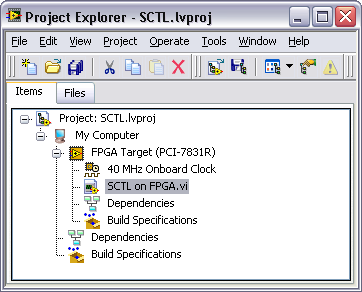 Project Explorer - SCTL.lvproj
File Edit View Project Operate Tools Window Help
Items Files
Project: SCTL.lvproj
My Computer
FPGA Target (PCI-7831R)
40 MHz Onboard Clock
SCTL on FPGA.vi
Dependencies
Build Specifications
Dependencies
Build Specifications